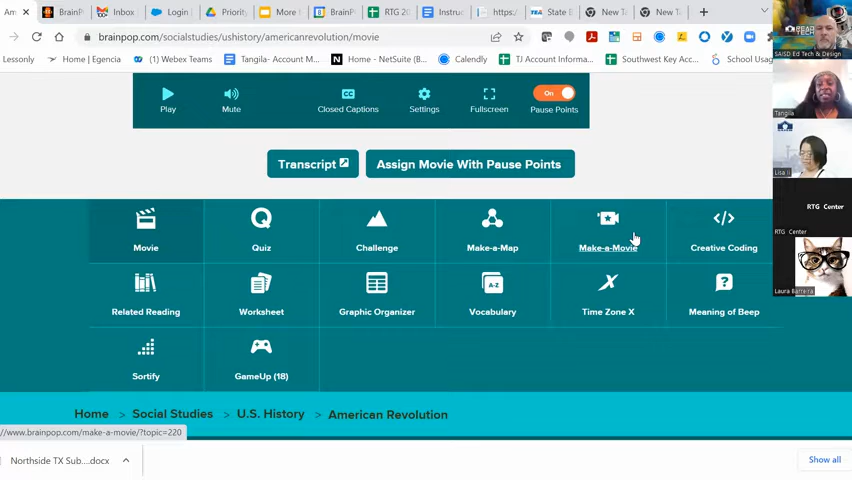 Am
BrainP
Inbox
Login
Priority
More
BrainP
RTG 20
Instruc
https:/
State B
New T
New Ta
brainpop.com/socialstudies/ushistory/americanrevolution/movie
Lessonly
Home | Egencia
(1) Webex Teams
Tangila- Account M...
Home - NetSuite (N...
Calendly
TJ Account Informa...
Southwest Key Acc...
School Usag
Play
Mute
Closed Captions
Settings
Fullscreen
On
Pause Points
Transcript
Assign Movie With Pause Points
Movie
Quiz
Challenge
Make-a-Map
Make-a-Movie
Creative Coding
Related Reading
Worksheet
Graphic Organizer
Vocabulary
Time Zone X
Meaning of Beep
Sortify
GameUp (18)
Home > Social Studies > U.S. History > American Revolution
//www.brainpop.com/make-a-movie/?topic=220
Northside TX Sub....docx
Show all
SAISD Ed Tech & Design
Tangila
Lisa Ii
RTG Center
RTG Center
Laura Barrera